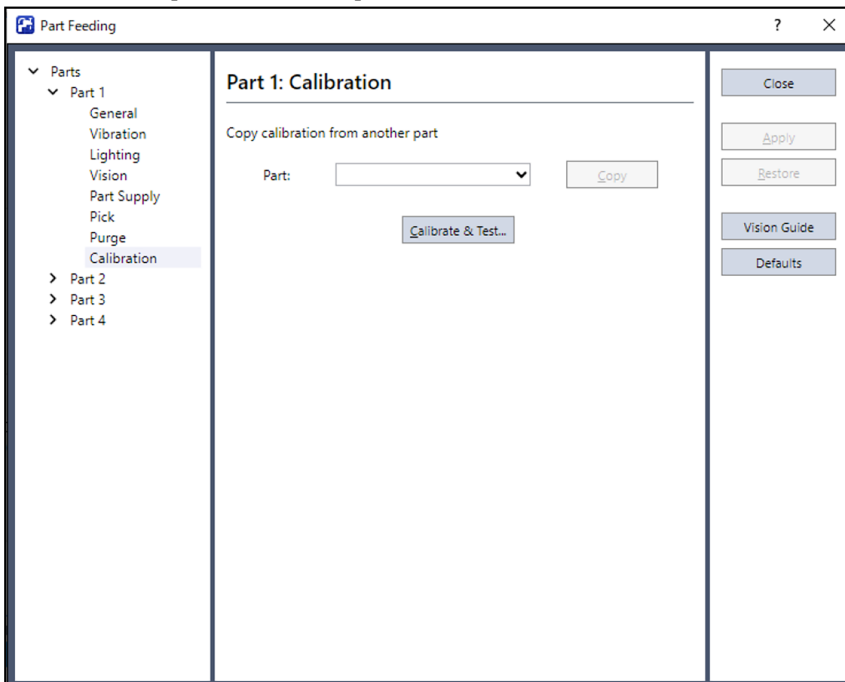 Part Feeding
?
Parts
Part 1
General
Vibration
Lighting
Vision
Part Supply
Pick
Purge
Calibration
Part 2
Part 3
Part 4
Part 1: Calibration
Copy calibration from another part
Part:
Copy
Calibrate & Test...
Close
Apply
Restore
Vision Guide
Defaults